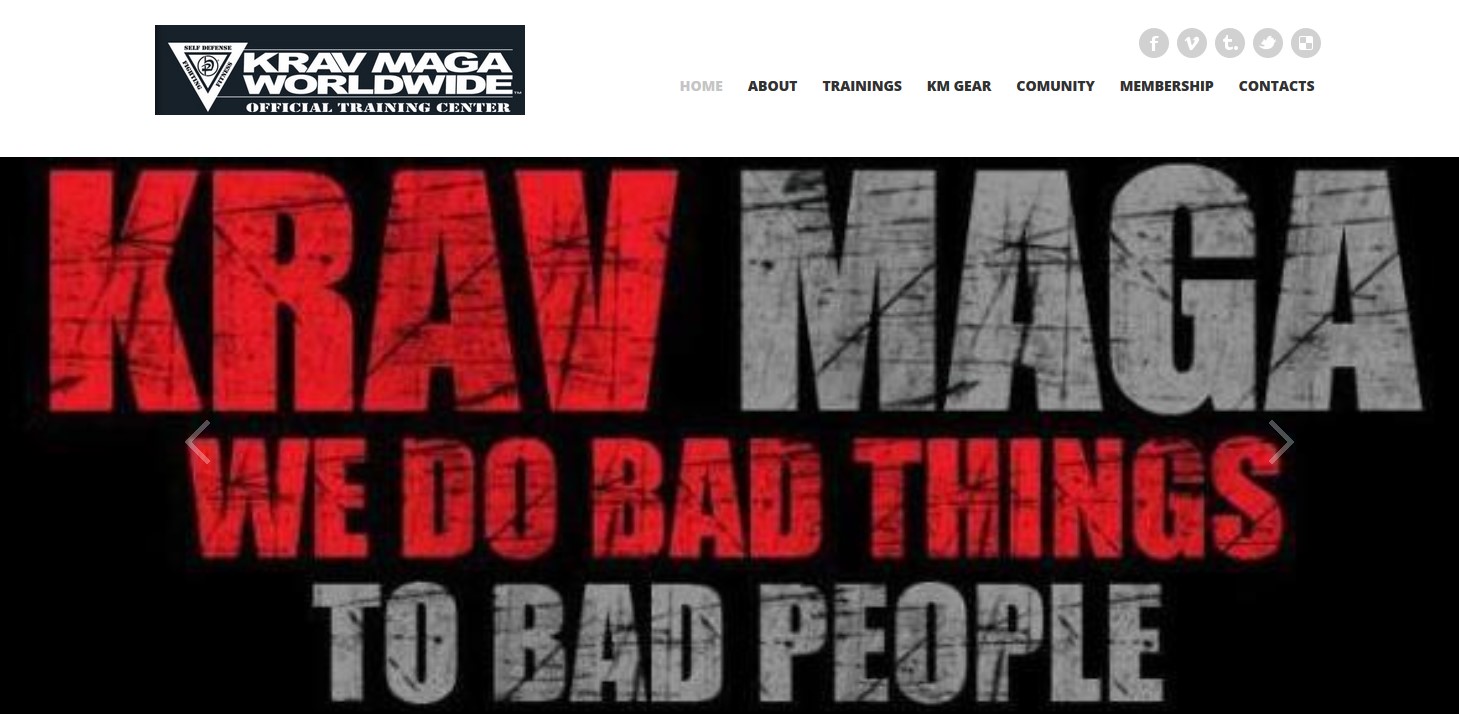 SELF DEFENSE
FIGHTING
FITNESS
KRAV MAGA
WORLDWIDE™
OFFICIAL TRAINING CENTER
HOME ABOUT TRAININGS KM GEAR COMUNITY MEMBERSHIP CONTACTS
KRAV MAGA
WE DO BAD THINGS
TO BAD PEOPLE